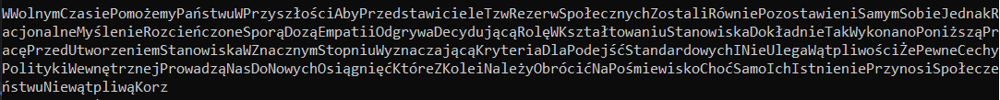 WWolnymCzasiePomożemyPaństwuWPrzyszłościAbyPrzedstawicieleTzwRezerwSpołecznychZostaliRówniePozostawieniSamymSobieJednakR
acjonalneMyślenieRozcieńczoneSporąDoząEmpatiiOdgrywaDecydującąRolęWKształtowaniuStanowiskaDokładnieTakWykonanoPoniższąPr
acęPrzedUtworzeniemStanowiskaWZnacznymStopniuWyznaczającąKryteriaDlaPodejśćStandardowychINieUlegaWątpliwościŻePewneCechy
PolitykiWewnętrznejProwadząNasDoNowychOsiągnięćKtóreZKoleiNależyObrócićNaPośmiewiskoChoćSamoIchIstnieniePrzynosiSpołecze
ństwuNiewątpliwąKorz